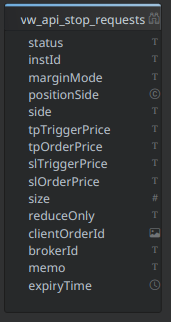 vw_api_stop_requests
status T
instId T
marginMode T
positionSide C
side T
tpTriggerPrice T
tpOrderPrice T
slTriggerPrice T
slOrderPrice T
size #
reduceOnly T
clientOrderId
brokerId T
memo T
expiryTime